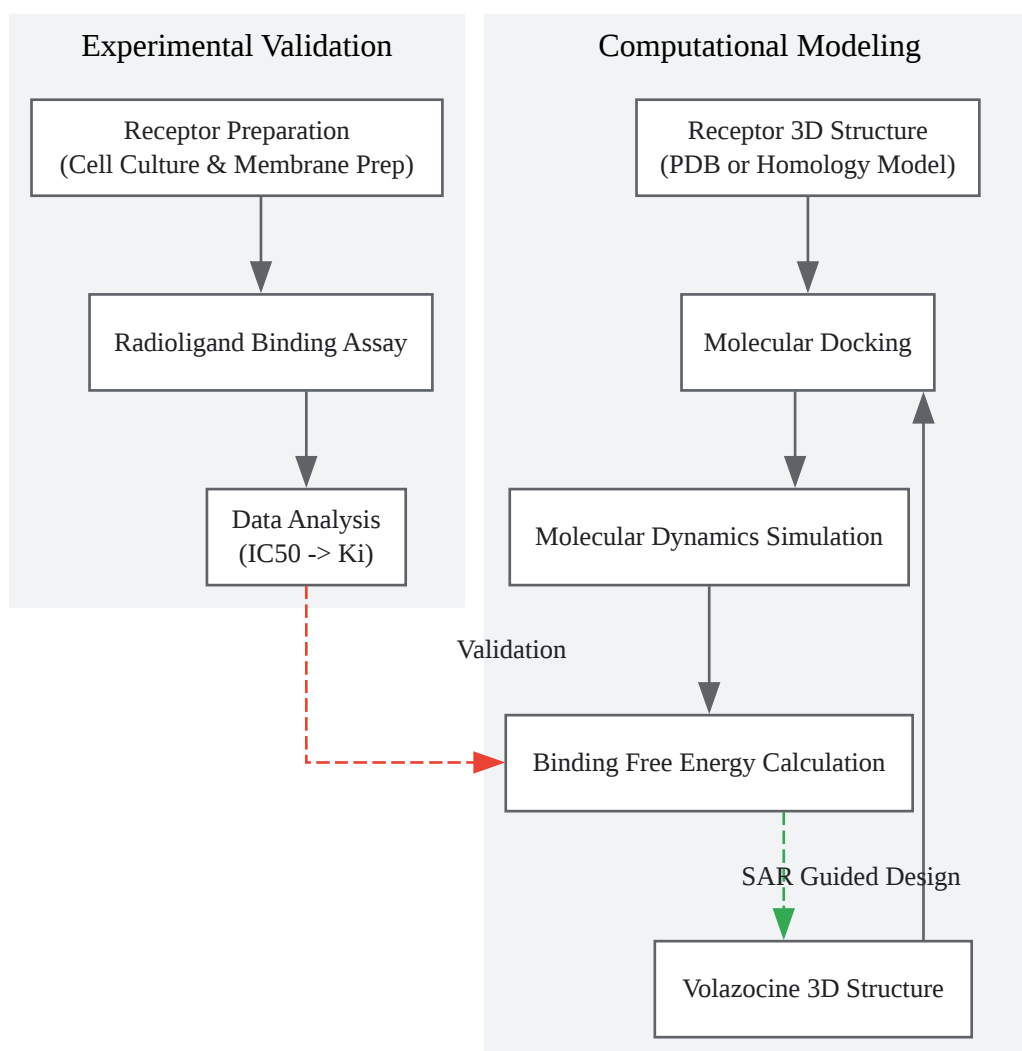 Experimental Validation
Receptor Preparation
(Cell Culture & Membrane Prep)
Radioligand Binding Assay
Data Analysis
(IC50 -> Ki)
Validation
Computational Modeling
Receptor 3D Structure
(PDB or Homology Model)
Molecular Docking
Molecular Dynamics Simulation
Binding Free Energy Calculation
SAR Guided Design
Volazocine 3D Structure